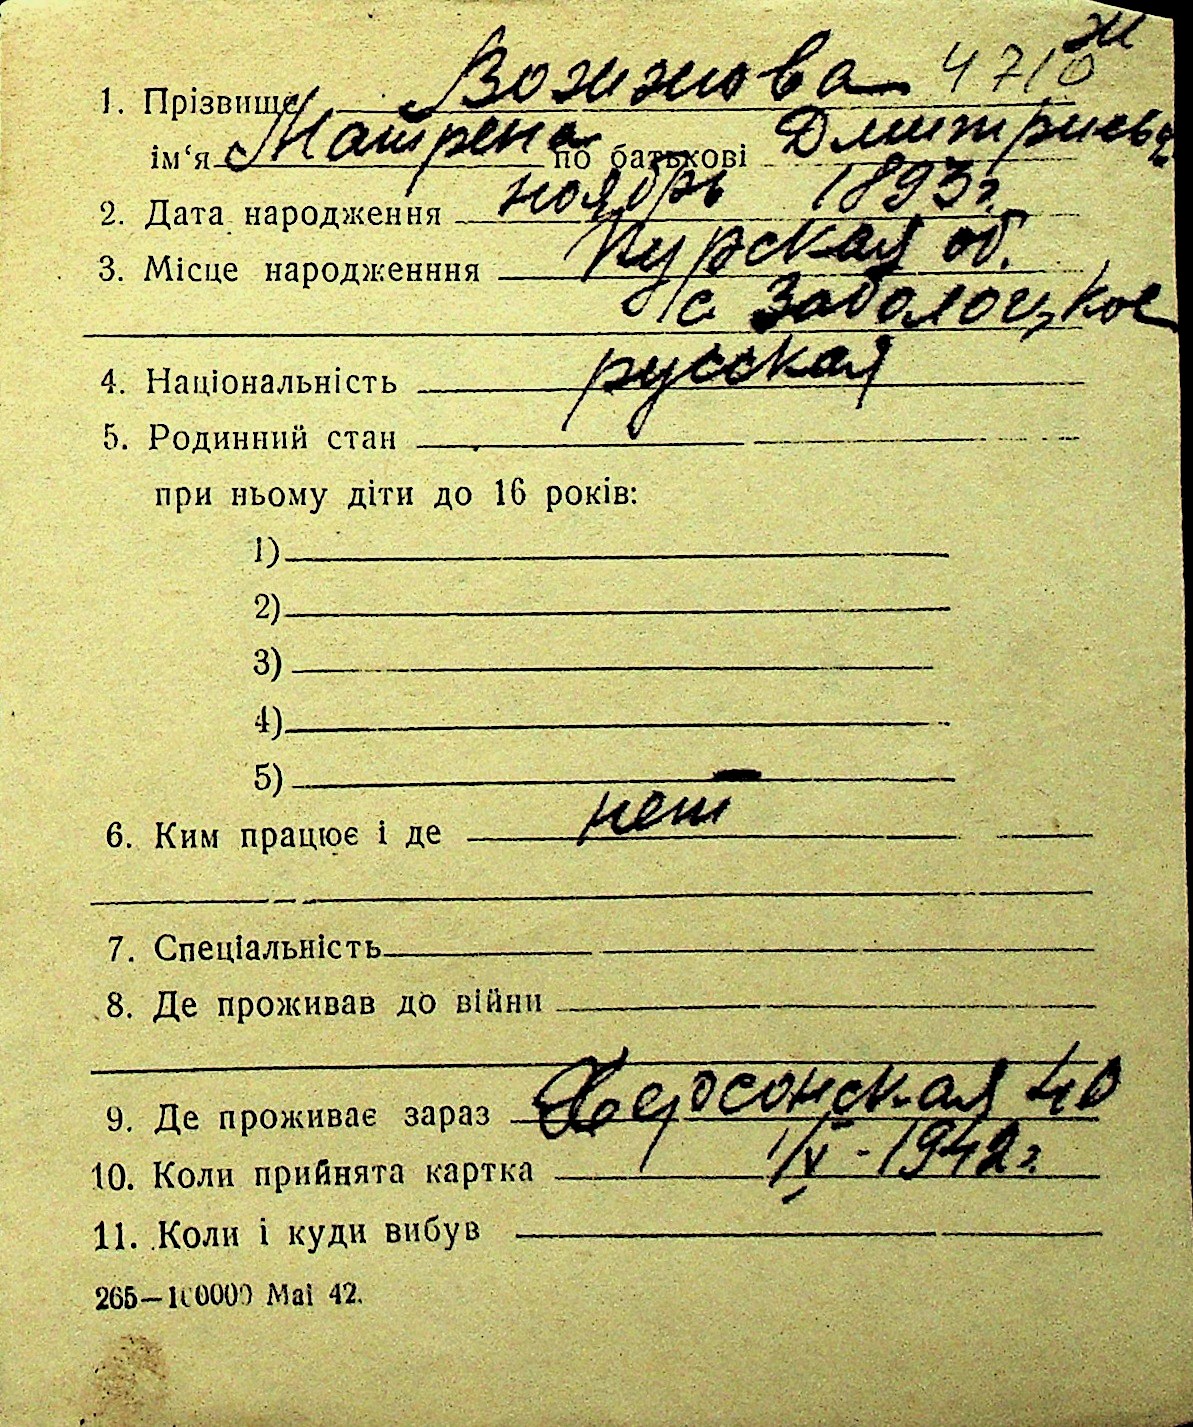 ж
1. Прізвище Вожжова 4710
ім‘я Матрена по батькові Дмитриевна
2. Дата народження ноябрь 1893 г.
3. Місце народженння Курская об.
с. Заболоцкое
4. Національність русская
5. Родинний стан
при ньому діти до 16 років:
1)
2)
3)
4)
5) —
6. Ким працює і де нет
7. Спеціальність
8. Де проживав до війни
9. Де проживає зараз Херсонская 40
10. Коли прийнята картка 1/V - 1942 г.
11. Коли і куди вибув
265—100000 Mai 42.